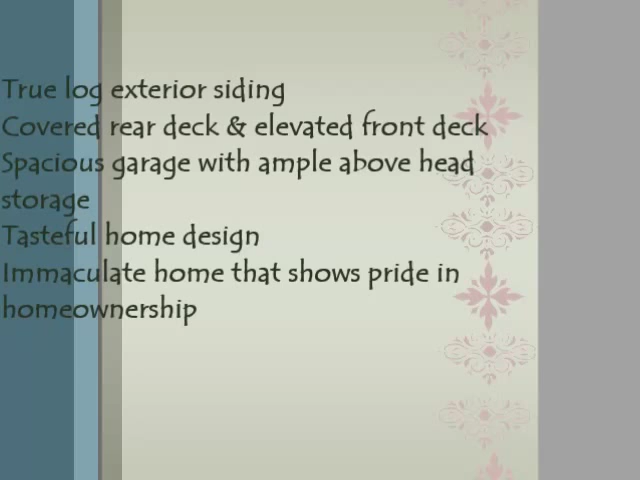 True log exterior siding
Covered rear deck & elevated front deck
Spacious garage with ample above head
storage
Tasteful home design
Immaculate home that shows pride in
homeownership